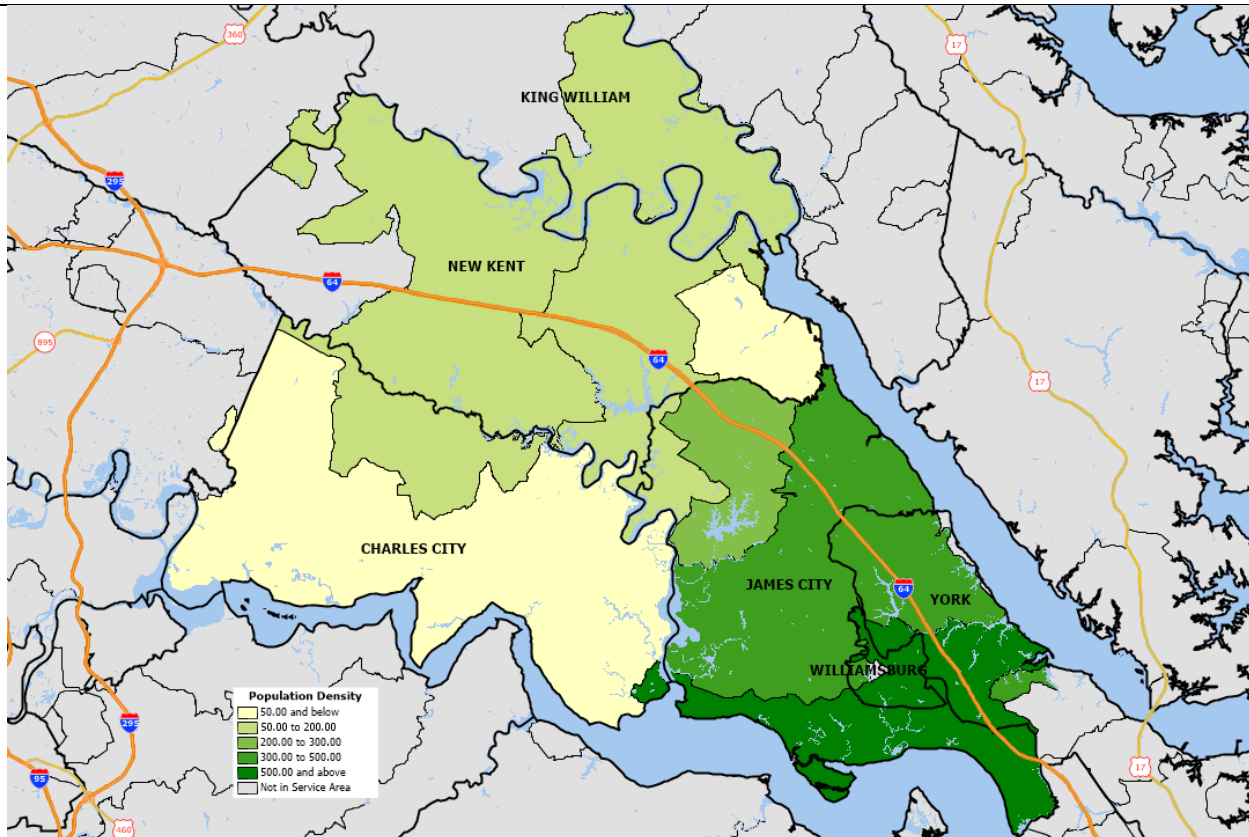 360
17
KING WILLIAM
295
NEW KENT
64
895
64
17
CHARLES CITY
JAMES CITY
64
YORK
WILLIAMSBURG
Population Density
50.00 and below
50.00 to 200.00
200.00 to 300.00
300.00 to 500.00
500.00 and above
Not in Service Area
295
95
17
460